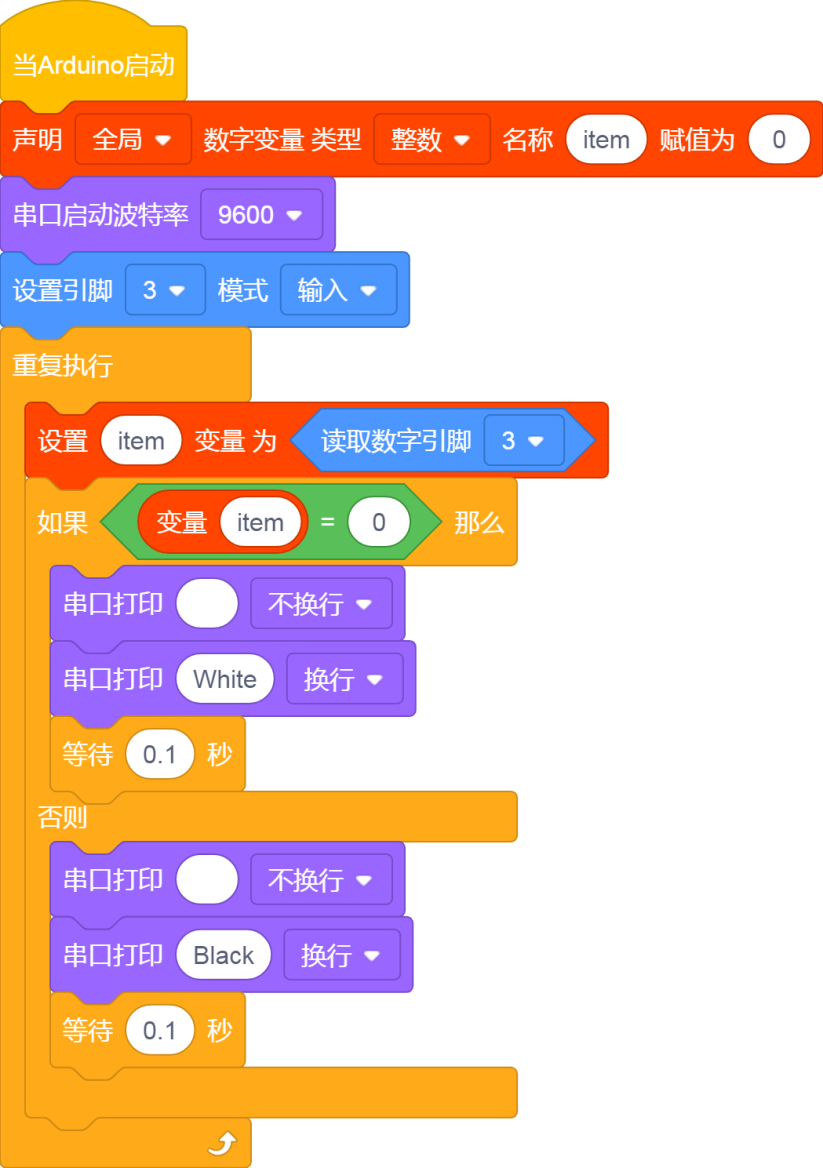 当Arduino启动
声明 全局 数字变量 类型 整数 名称 item 赋值为 0
串口启动波特率 9600
设置引脚 3 模式 输入
重复执行
设置 item 变量 为 读取数字引脚 3
如果 变量 item = 0 那么
串口打印 不换行
串口打印 White 换行
等待 0.1 秒
否则
串口打印 不换行
串口打印 Black 换行
等待 0.1 秒